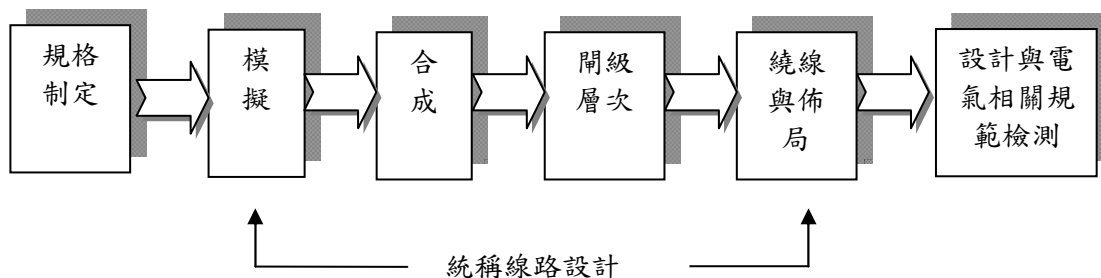 規格
制定
模
擬
合
成
閘級
層次
繞線
與佈
局
設計與電
氣相關規
範檢測
統稱線路設計